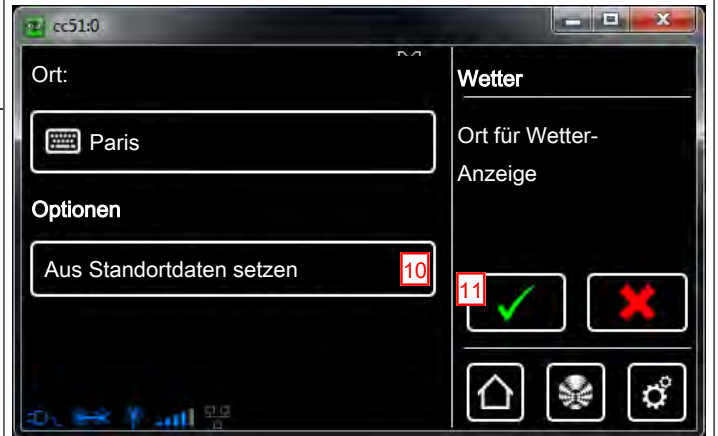 cc51:0
Ort:
Paris
Optionen
Aus Standortdaten setzen
10
Wetter
Ort für Wetter-
Anzeige
11